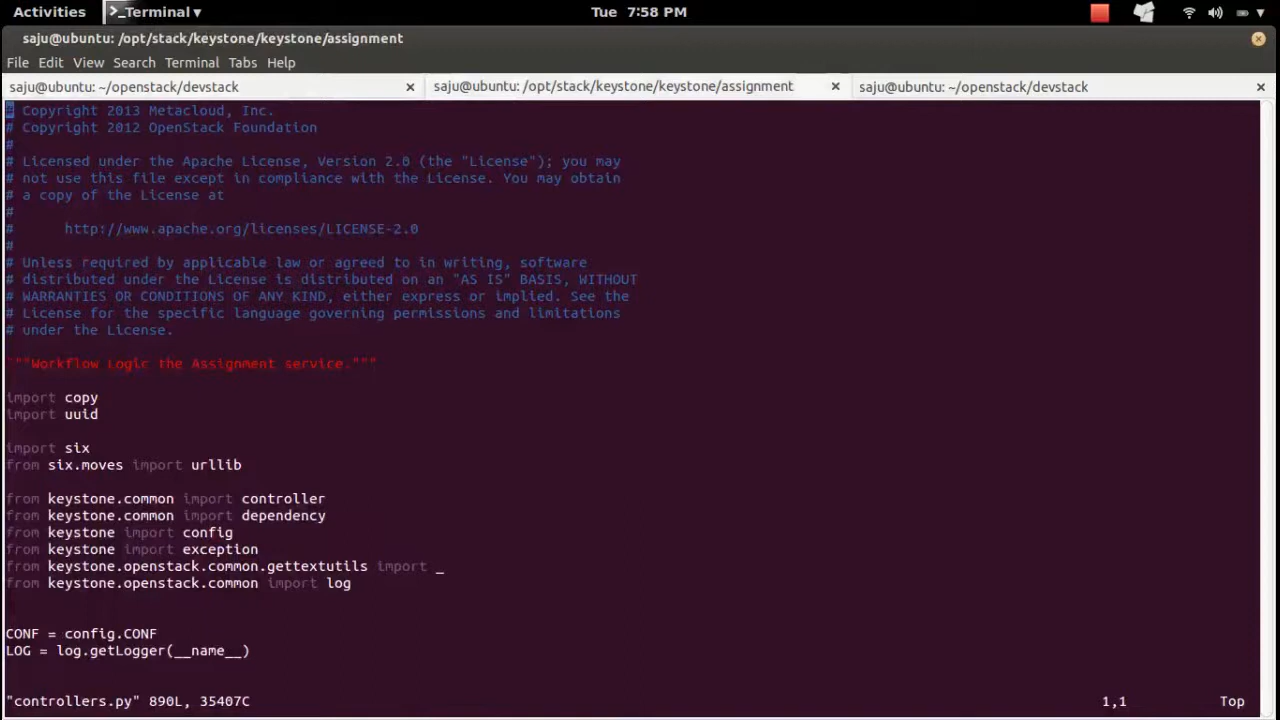 Activities Terminal Tue 7:58 PM
saju@ubuntu: /opt/stack/keystone/keystone/assignment
File Edit View Search Terminal Tabs Help
saju@ubuntu: ~/openstack/devstack saju@ubuntu: /opt/stack/keystone/keystone/assignment saju@ubuntu: ~/openstack/devstack
# Copyright 2013 Metacloud, Inc.
# Copyright 2012 OpenStack Foundation
#
# Licensed under the Apache License, Version 2.0 (the "License"); you may
# not use this file except in compliance with the License. You may obtain
# a copy of the License at
#
#      http://www.apache.org/licenses/LICENSE-2.0
#
# Unless required by applicable law or agreed to in writing, software
# distributed under the License is distributed on an "AS IS" BASIS, WITHOUT
# WARRANTIES OR CONDITIONS OF ANY KIND, either express or implied. See the
# License for the specific language governing permissions and limitations
# under the License.
"""Workflow Logic the Assignment service."""
import copy
import uuid
import six
from six.moves import urllib
from keystone.common import controller
from keystone.common import dependency
from keystone import config
from keystone import exception
from keystone.openstack.common.gettextutils import _
from keystone.openstack.common import log
CONF = config.CONF
LOG = log.getLogger(__name__)
"controllers.py" 890L, 35407C 1,1 Top